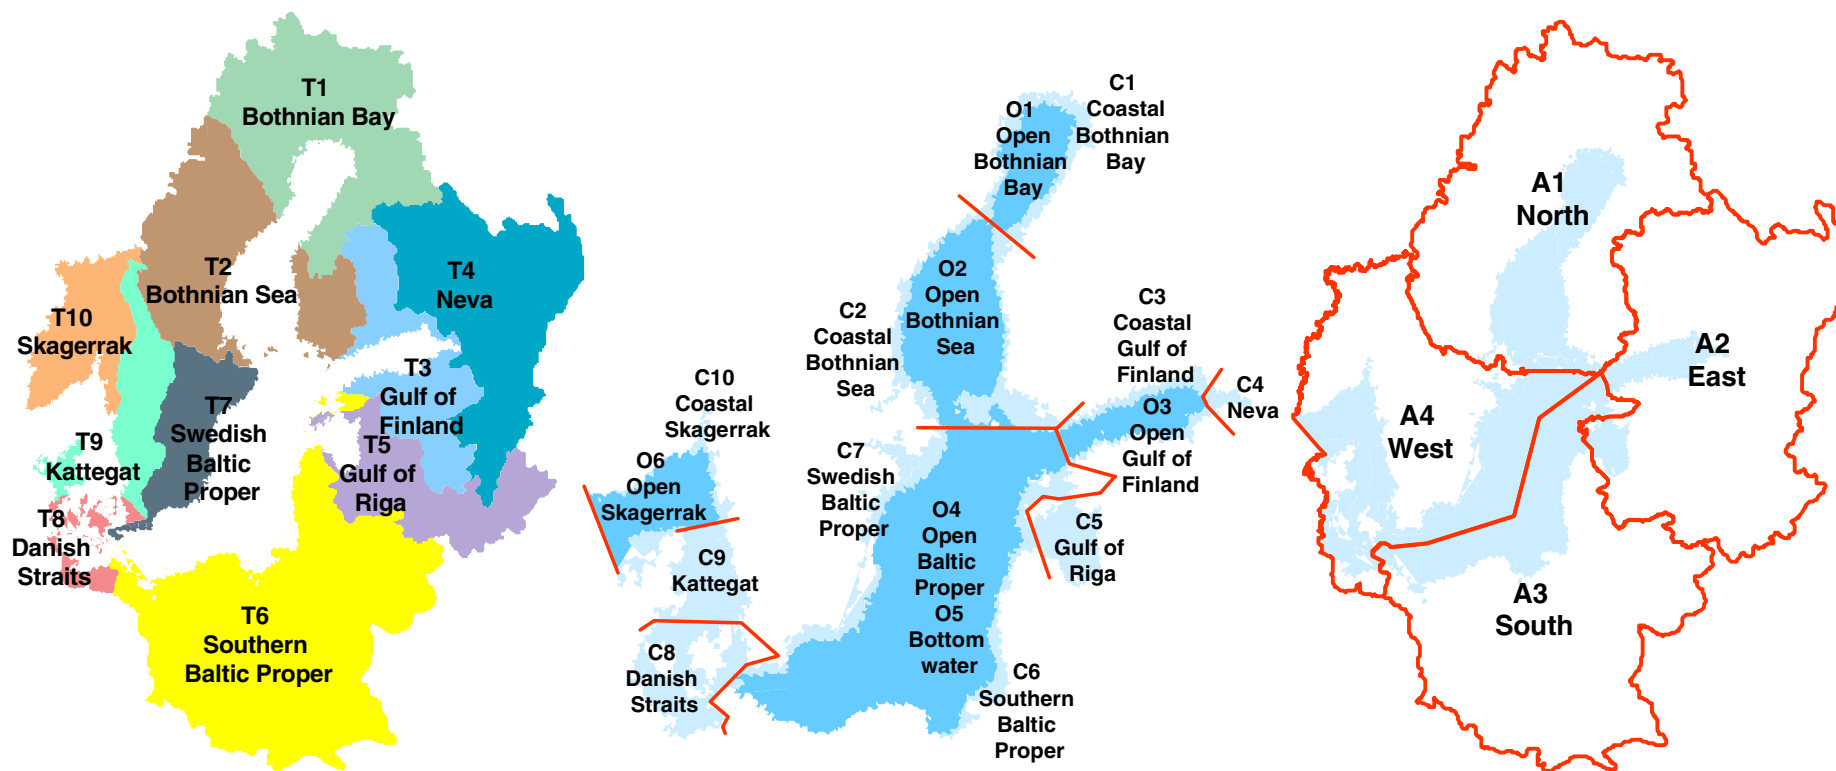 T1
Bothnian Bay
T2
Bothnian Sea
T4
Neva
T10
Skagerrak
T3
Gulf of
Finland
T7
Swedish
Baltic
Proper
T9
Kattegat
T5
Gulf of
Riga
T8
Danish
Straits
T6
Southern
Baltic Proper
C1
Coastal
Bothnian
Bay
O1
Open
Bothnian
Bay
O2
Open
Bothnian
Sea
C2
Coastal
Bothnian
Sea
C3
Coastal
Gulf of
Finland
C4
Neva
O3
Open
Gulf of
Finland
C10
Coastal
Skagerrak
O6
Open
Skagerrak
C7
Swedish
Baltic
Proper
O4
Open
Baltic
Proper
O5
Bottom
water
C5
Gulf of
Riga
C9
Kattegat
C8
Danish
Straits
C6
Southern
Baltic
Proper
A1
North
A2
East
A4
West
A3
South